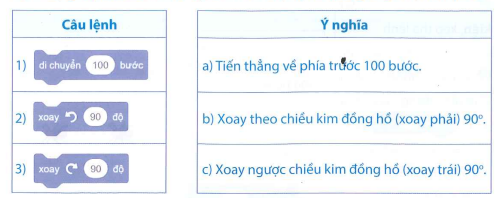 Câu lệnh
Ý nghĩa
1) di chuyển 100 bước
a) Tiến thẳng về phía trước 100 bước.
2) xoay 90 độ
b) Xoay theo chiều kim đồng hồ (xoay phải) 90°.
3) xoay 90 độ
c) Xoay ngược chiều kim đồng hồ (xoay trái) 90°.